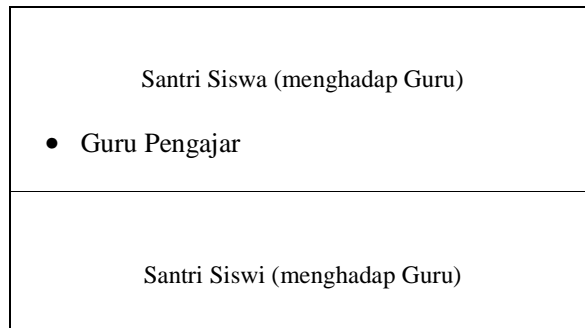 Santri Siswa (menghadap Guru)
• Guru Pengajar
Santri Siswi (menghadap Guru)